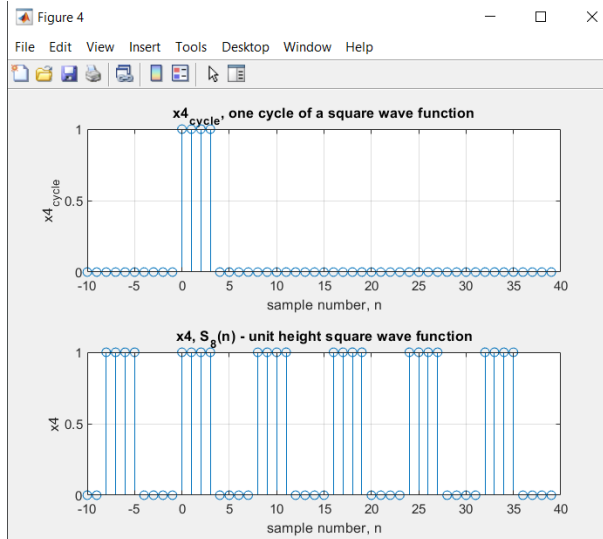 Figure 4
File Edit View Insert Tools Desktop Window Help
x4cycle, one cycle of a square wave function
1
0.5
0
x4cycle
-10 -5 0 5 10 15 20 25 30 35 40
sample number, n
x4, S8(n) - unit height square wave function
1
0.5
0
x4
-10 -5 0 5 10 15 20 25 30 35 40
sample number, n